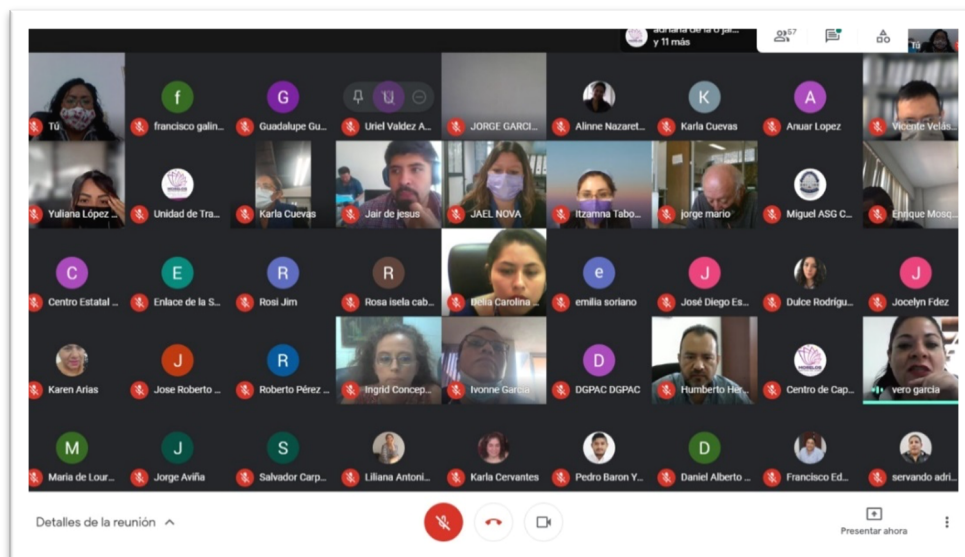 y 11 más
57
Tú
f
G
K
A
Tú
francisco galin...
Guadalupe Gu...
Uriel Valdez A...
JORGE GARCI...
Alinne Nazaret...
Karla Cuevas
Anuar Lopez
Vicente Velás...
Yuliana López ...
Unidad de Tra...
Karla Cuevas
Jair de jesus
JAEL NOVA
Itzamna Tabo...
jorge mario
Miguel ASG C...
Enrique Mosq...
C
E
R
R
e
J
J
Centro Estatal ...
Enlace de la S...
Rosi Jim
Rosa isela cab...
Delia Carolina ...
emilia soriano
José Diego Es...
Dulce Rodrígu...
Jocelyn Fdez
J
R
D
Karen Arias
Jose Roberto ...
Roberto Pérez ...
Ingrid Concep...
Ivonne Garcia
DGPAC DGPAC
Humberto Her...
Centro de Cap...
vero garcia
M
J
S
D
Maria de Lour...
Jorge Aviña
Salvador Carp...
Liliana Antoni...
Karla Cervantes
Pedro Baron Y...
Daniel Alberto ...
Francisco Ed...
servando adri...
Detalles de la reunión
Presentar ahora